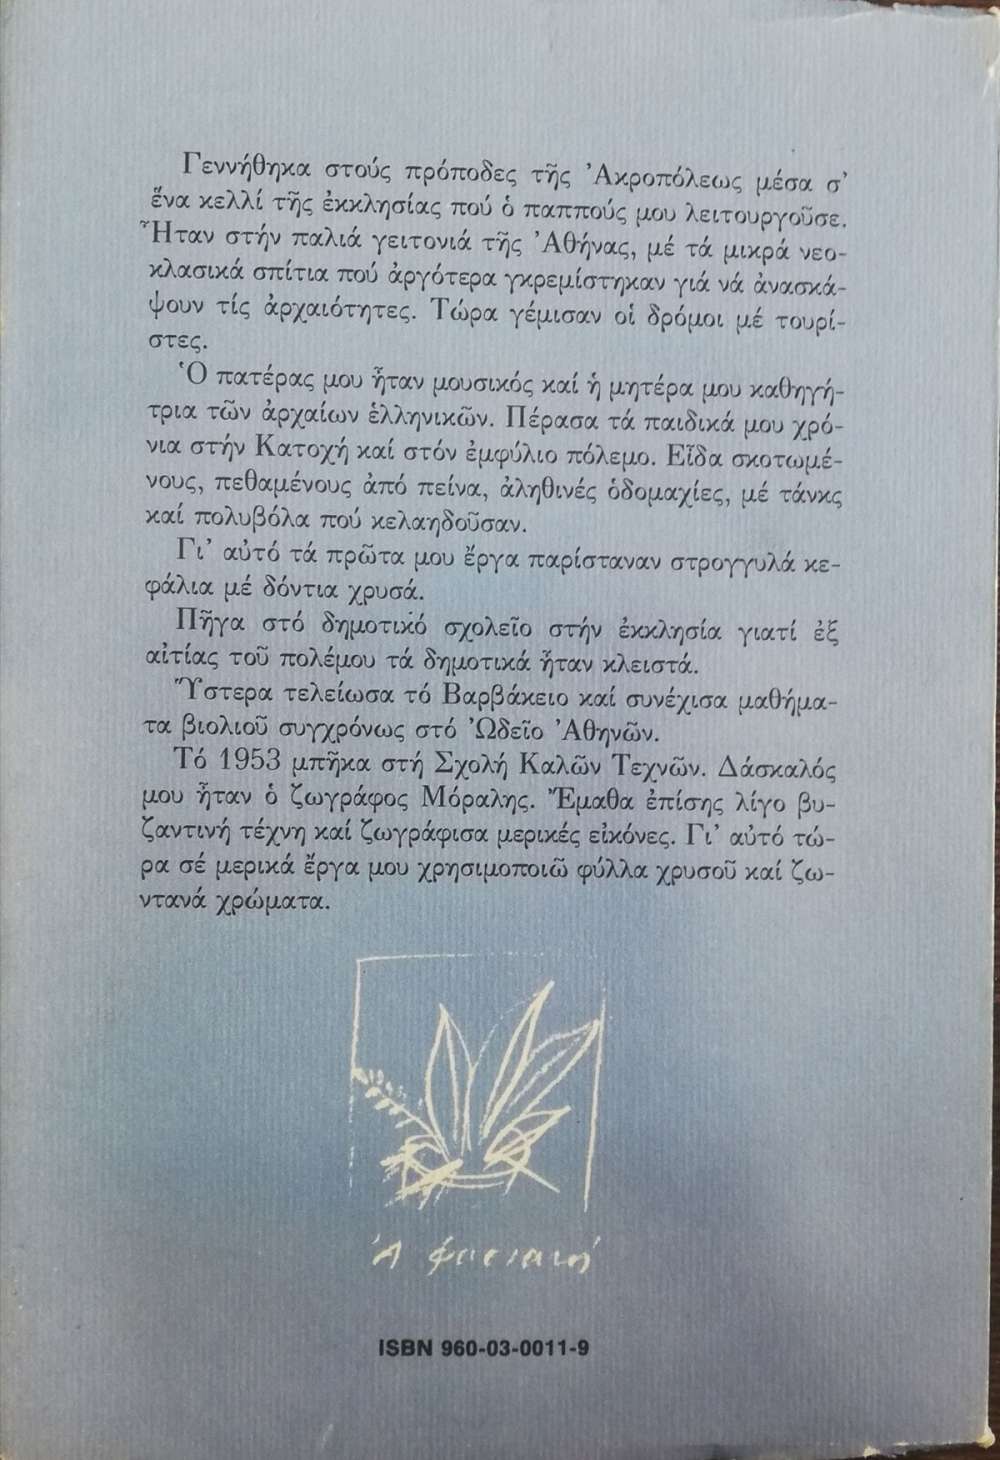 Γεννήθηκα στούς πρόποδες τῆς Ἀκροπόλεως μέσα σ'
ἕνα κελλί τῆς ἐκκλησίας πού ὁ παππούς μου λειτουργοῦσε.
Ἦταν στήν παλιά γειτονιά τῆς Ἀθήνας, μέ τά μικρά νεο-
κλασικά σπίτια πού ἀργότερα γκρεμίστηκαν γιά νά ἀνασκά-
ψουν τίς ἀρχαιότητες. Τώρα γέμισαν οἱ δρόμοι μέ τουρί-
στες.
Ὁ πατέρας μου ἦταν μουσικός καί ἡ μητέρα μου καθηγή-
τρια τῶν ἀρχαίων ἑλληνικῶν. Πέρασα τά παιδικά μου χρό-
νια στήν Κατοχή καί στόν ἐμφύλιο πόλεμο. Εἶδα σκοτωμέ-
νους, πεθαμένους ἀπό πείνα, ἀληθινές ὁδομαχίες, μέ τάνκς
καί πολυβόλα πού κελαηδοῦσαν.
Γι' αὐτό τά πρῶτα μου ἔργα παρίσταναν στρογγυλά κε-
φάλια μέ δόντια χρυσά.
Πῆγα στό δημοτικό σχολεῖο στήν ἐκκλησία γιατί ἐξ
αἰτίας τοῦ πολέμου τά δημοτικά ἦταν κλειστά.
Ὕστερα τελείωσα τό Βαρβάκειο καί συνέχισα μαθήμα-
τα βιολιοῦ συγχρόνως στό Ὠδεῖο Ἀθηνῶν.
Τό 1953 μπῆκα στή Σχολή Καλῶν Τεχνῶν. Δάσκαλός
μου ἦταν ὁ ζωγράφος Μόραλης. Ἔμαθα ἐπίσης λίγο βυ-
ζαντινή τέχνη καί ζωγράφισα μερικές εἰκόνες. Γι' αὐτό τώ-
ρα σέ μερικά ἔργα μου χρησιμοποιῶ φύλλα χρυσοῦ καί ζω-
ντανά χρώματα.
Ἀ φασιανή
ISBN 960-03-0011-9